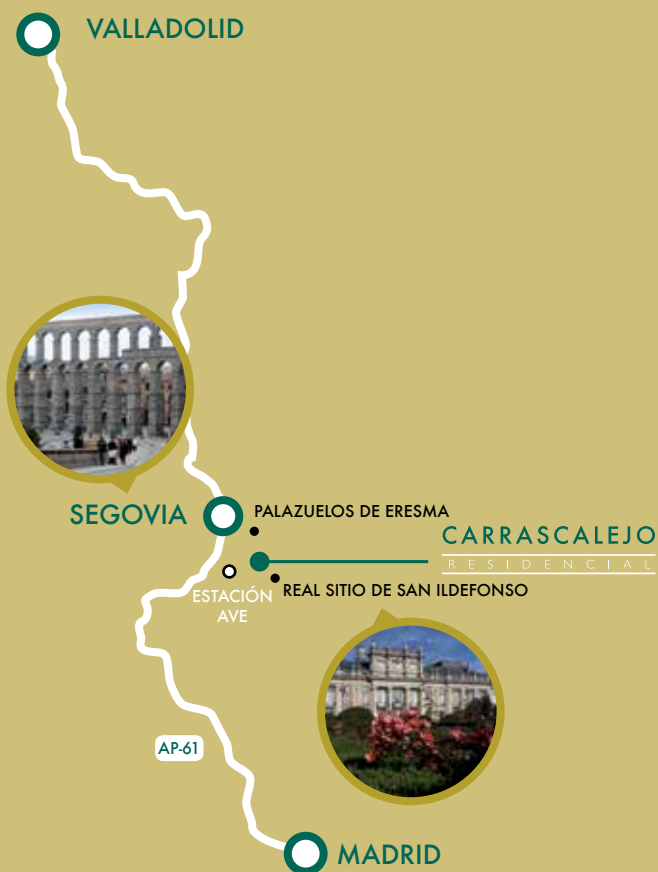 VALLADOLID
SEGOVIA
PALAZUELOS DE ERESMA
CARRASCALEJO
RESIDENCIAL
ESTACIÓN
AVE
REAL SITIO DE SAN ILDEFONSO
AP-61
MADRID